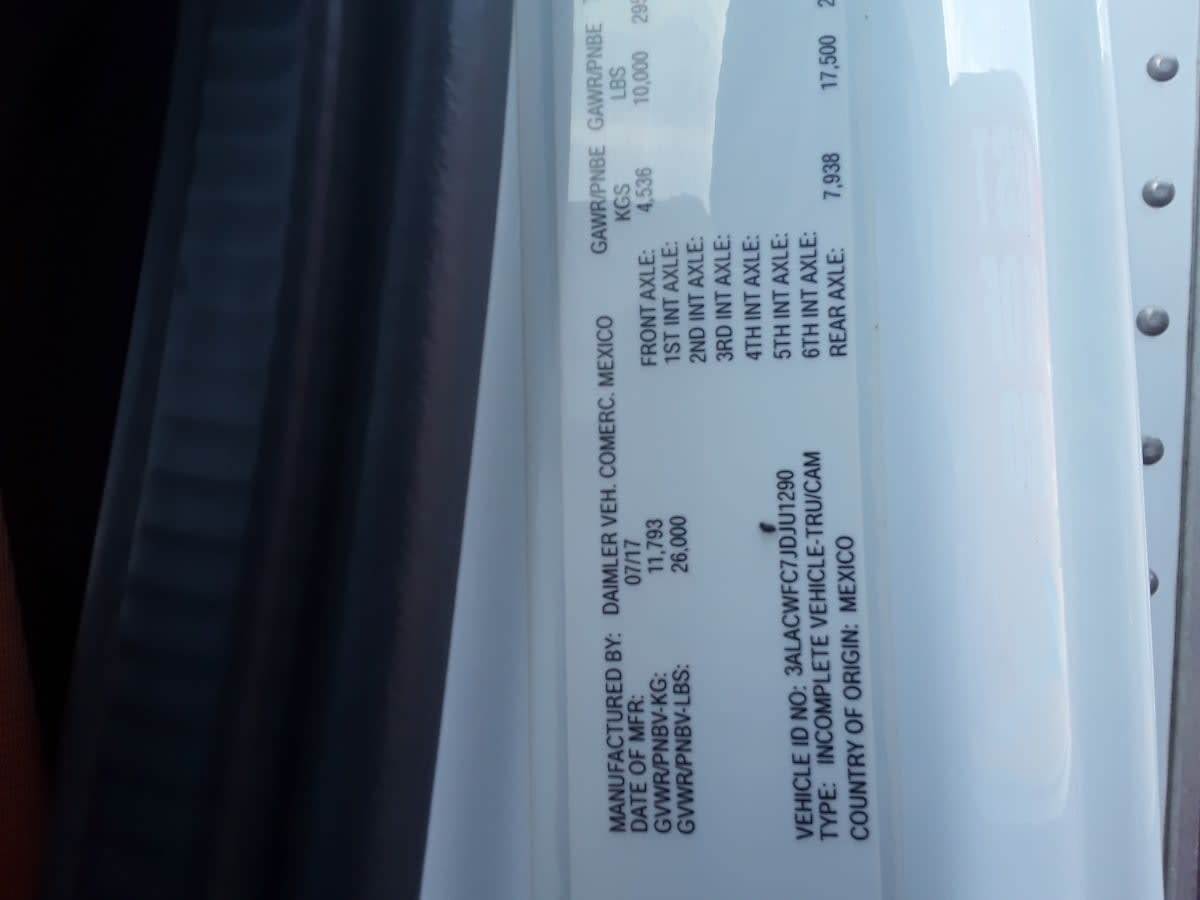 MANUFACTURED BY: DAIMLER VEH. COMERC. MEXICO
DATE OF MFR: 07/17
GVWR/PNBV-KG: 11,793
GVWR/PNBV-LBS: 26,000
VEHICLE ID NO: 3ALACWFC7JDJU1290
TYPE: INCOMPLETE VEHICLE-TRU/CAM
COUNTRY OF ORIGIN: MEXICO
GAWR/PNBE GAWR/PNBE
KGS LBS
FRONT AXLE: 4,536 10,000
1ST INT AXLE:
2ND INT AXLE:
3RD INT AXLE:
4TH INT AXLE:
5TH INT AXLE:
6TH INT AXLE:
REAR AXLE: 7,938 17,500